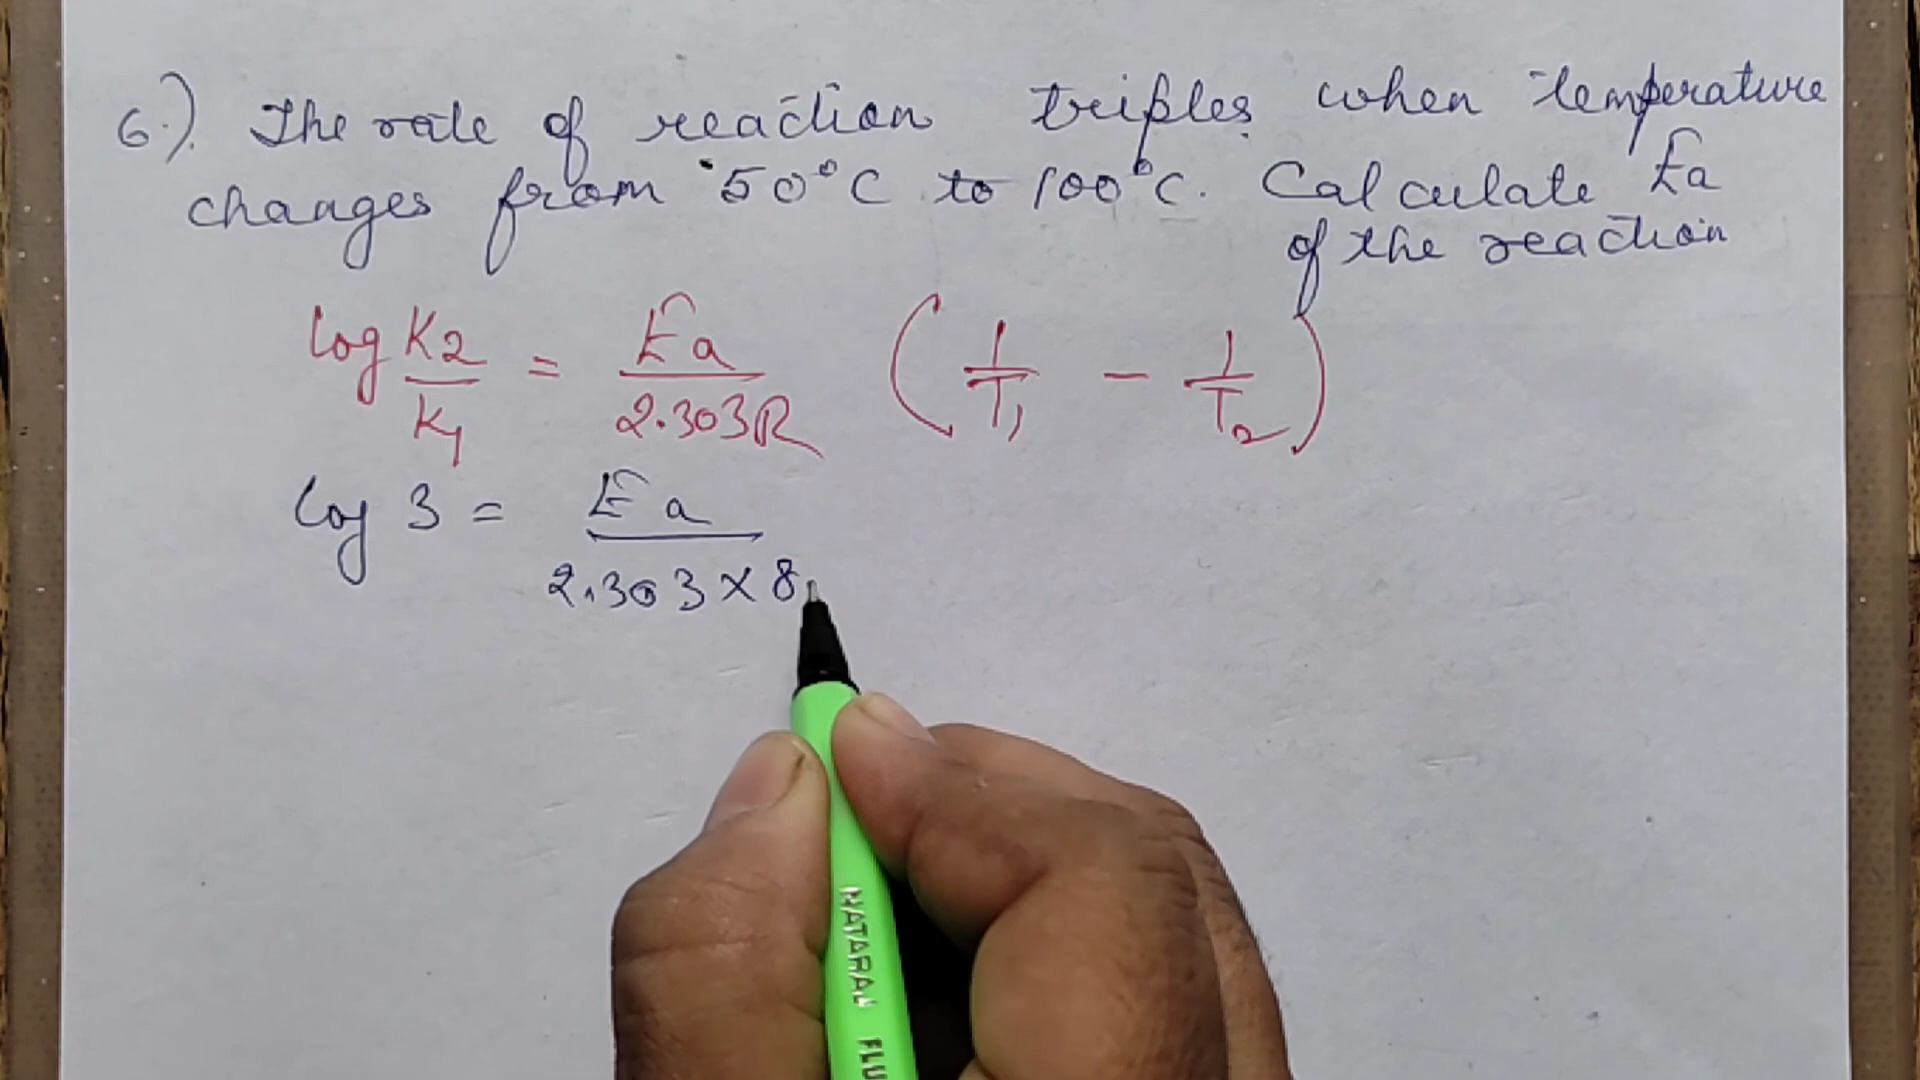 6.). The rate of reaction triples when temperature
changes from 50°C to 100°C. Calculate Ea
of the reaction
log K2 / K1 = Ea / 2.303R ( 1/T1 - 1/T2 )
log 3 = Ea / 2.303 × 8.
NATARAJ FLU